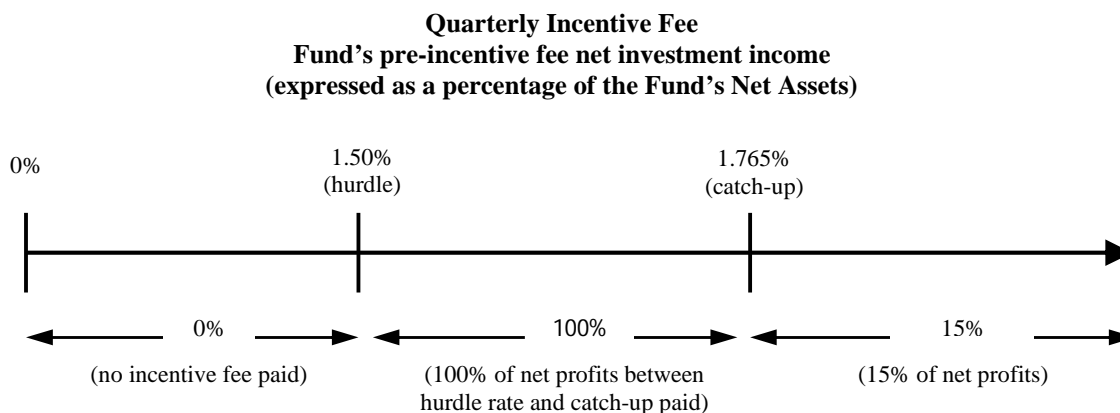 Quarterly Incentive Fee
Fund’s pre-incentive fee net investment income
(expressed as a percentage of the Fund’s Net Assets)
0%
1.50%
(hurdle)
1.765%
(catch-up)
0%
100%
15%
(no incentive fee paid)
(100% of net profits between
hurdle rate and catch-up paid)
(15% of net profits)